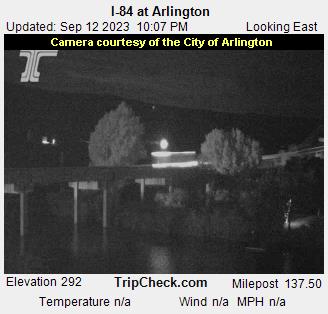 I-84 at Arlington
Updated: Sep 12 2023 10:07 PM Looking East
Camera courtesy of the City of Arlington
Elevation 292 TripCheck.com Milepost 137.50
Temperature n/a Wind n/a MPH n/a